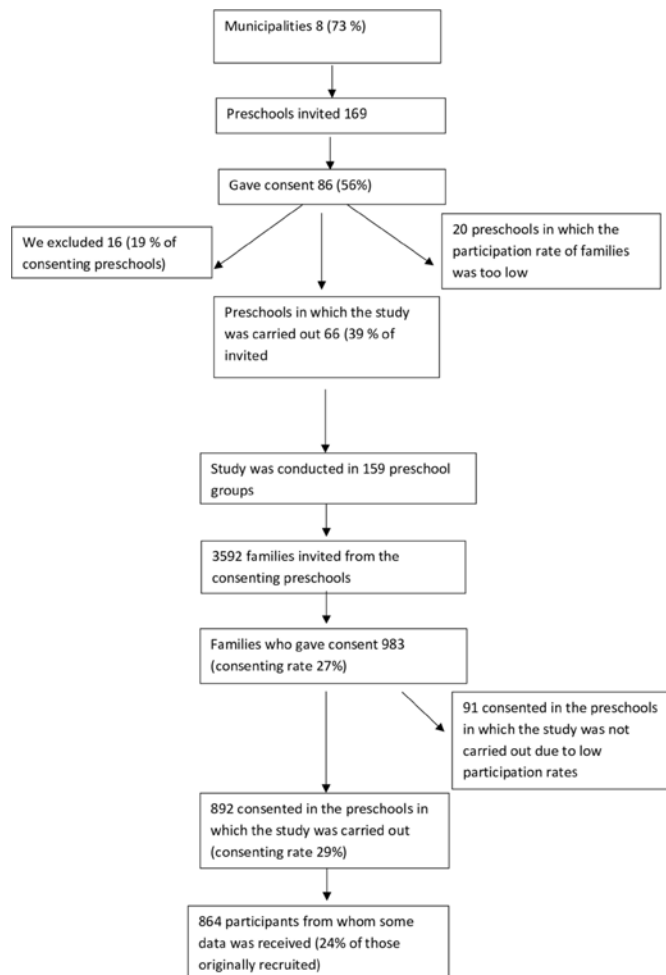 Municipalities 8 (73 %)
Preschools invited 169
Gave consent 86 (56%)
We excluded 16 (19 % of
consenting preschools)
20 preschools in which the
participation rate of families
was too low
Preschools in which the study
was carried out 66 (39 % of
invited
Study was conducted in 159 preschool
groups
3592 families invited from the
consenting preschools
Families who gave consent 983
(consenting rate 27%)
91 consented in the preschools
in which the study was not
carried out due to low
participation rates
892 consented in the preschools in
which the study was carried out
(consenting rate 29%)
864 participants from whom some
data was received (24% of those
originally recruited)